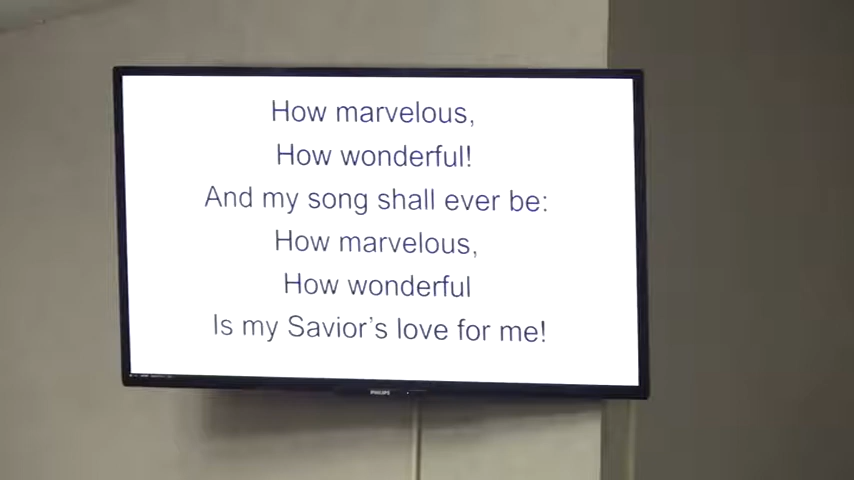 How marvelous,
How wonderful!
And my song shall ever be:
How marvelous,
How wonderful
Is my Savior's love for me!
PHILIPS